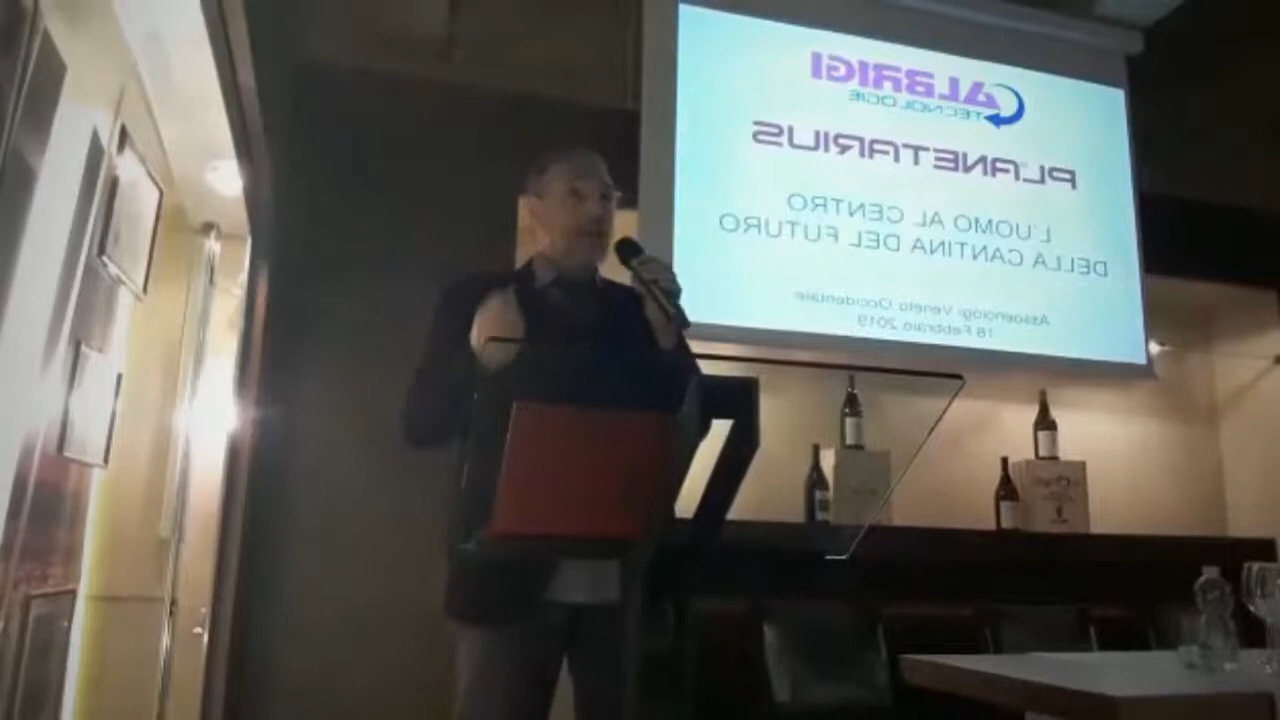 ALBRIGI
TECNOLOGIE
PLANETARIUS
L'UOMO AL CENTRO
DELLA CANTINA DEL FUTURO
Assoenologi Veneto Occidentale
18 Febbraio 2019